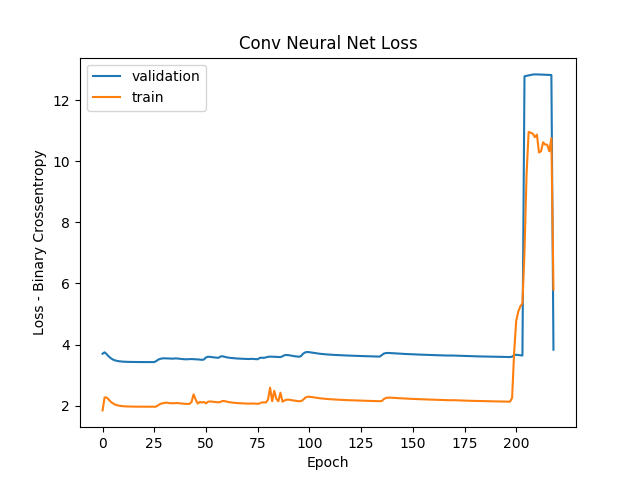 Conv Neural Net Loss
validation
train
12
10
8
6
4
2
Loss - Binary Crossentropy
0 25 50 75 100 125 150 175 200
Epoch